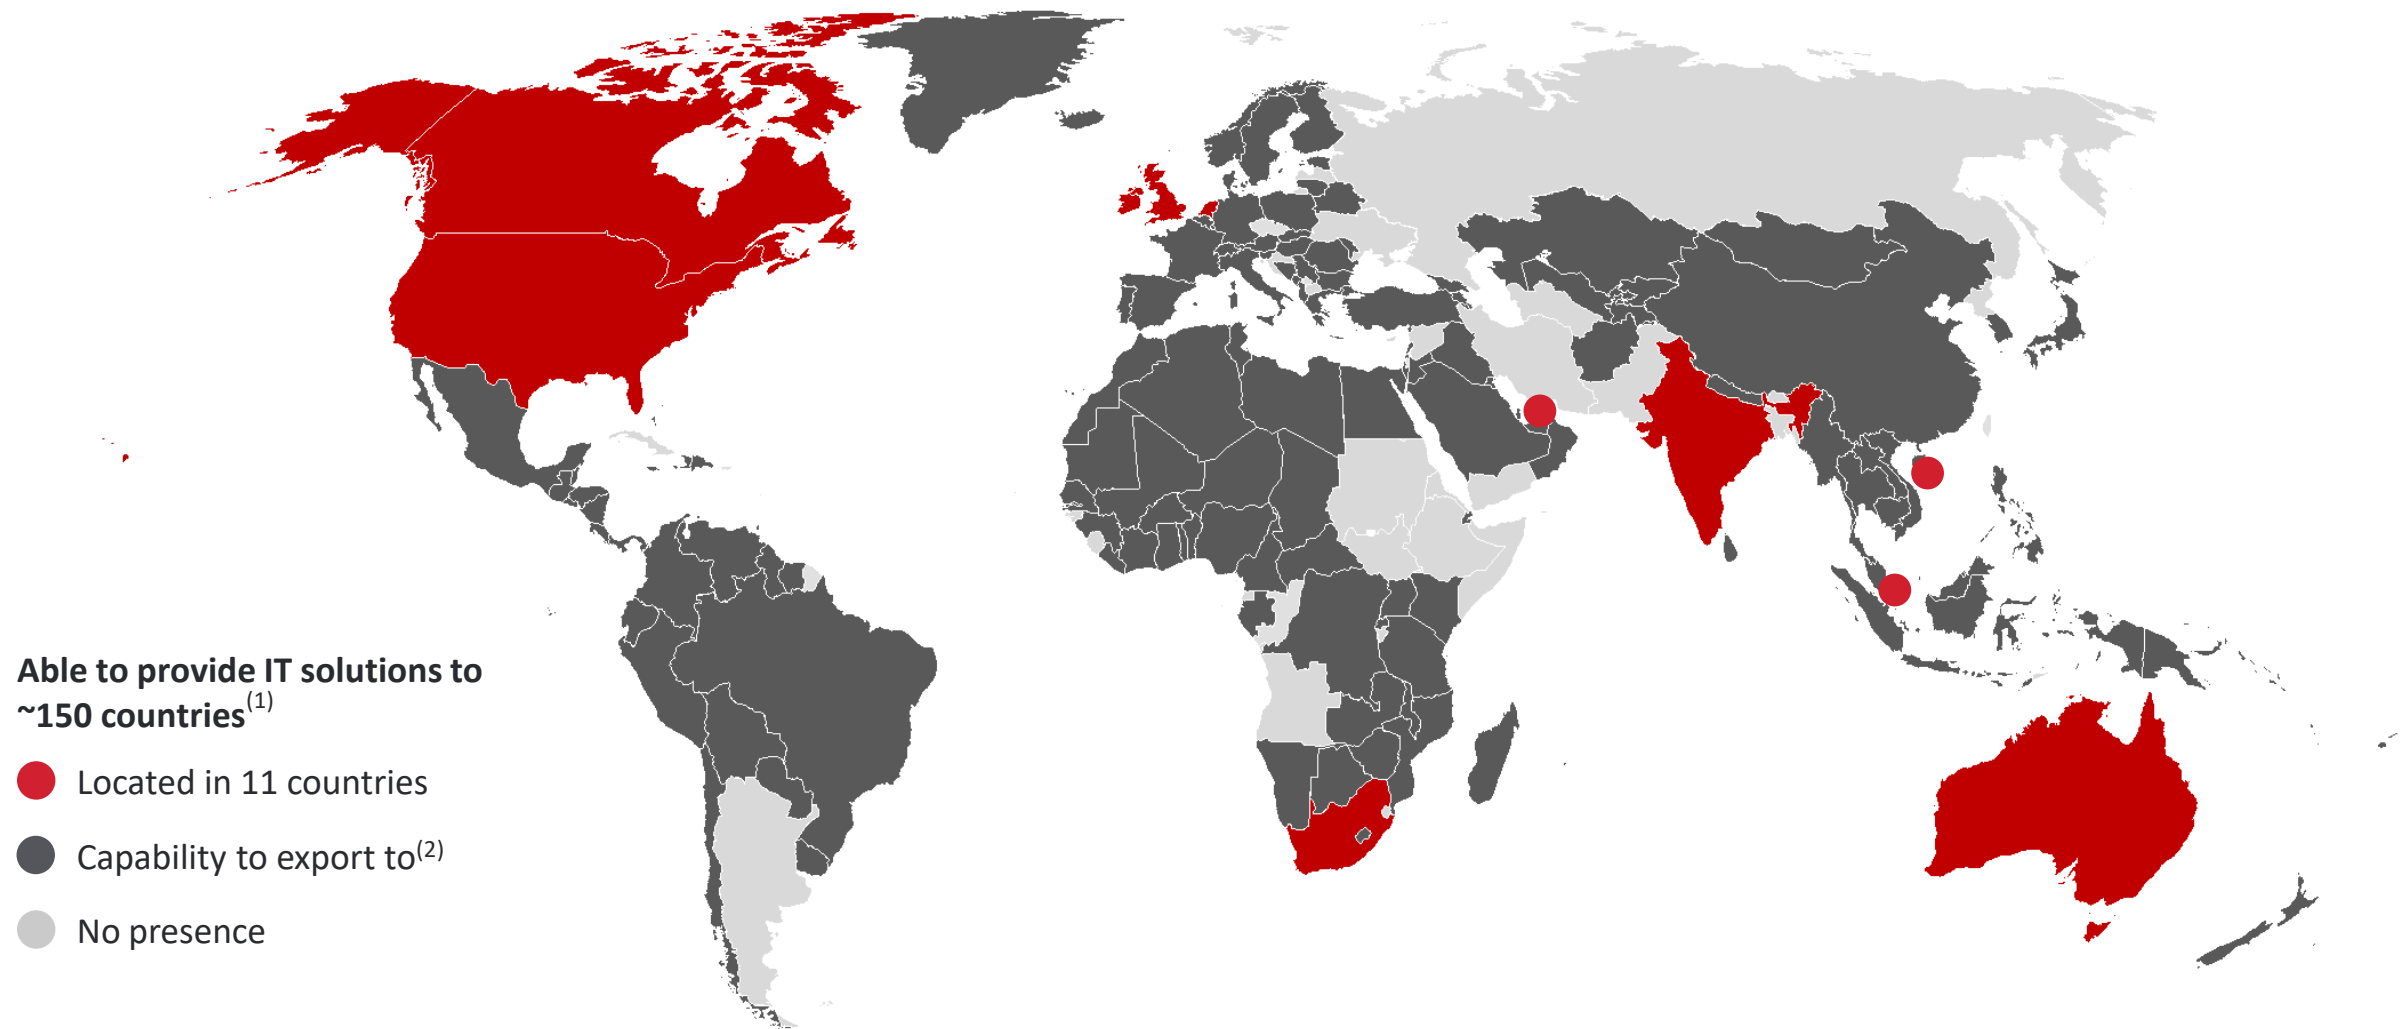 Able to provide IT solutions to
~150 countries(1)
Located in 11 countries
Capability to export to(2)
No presence